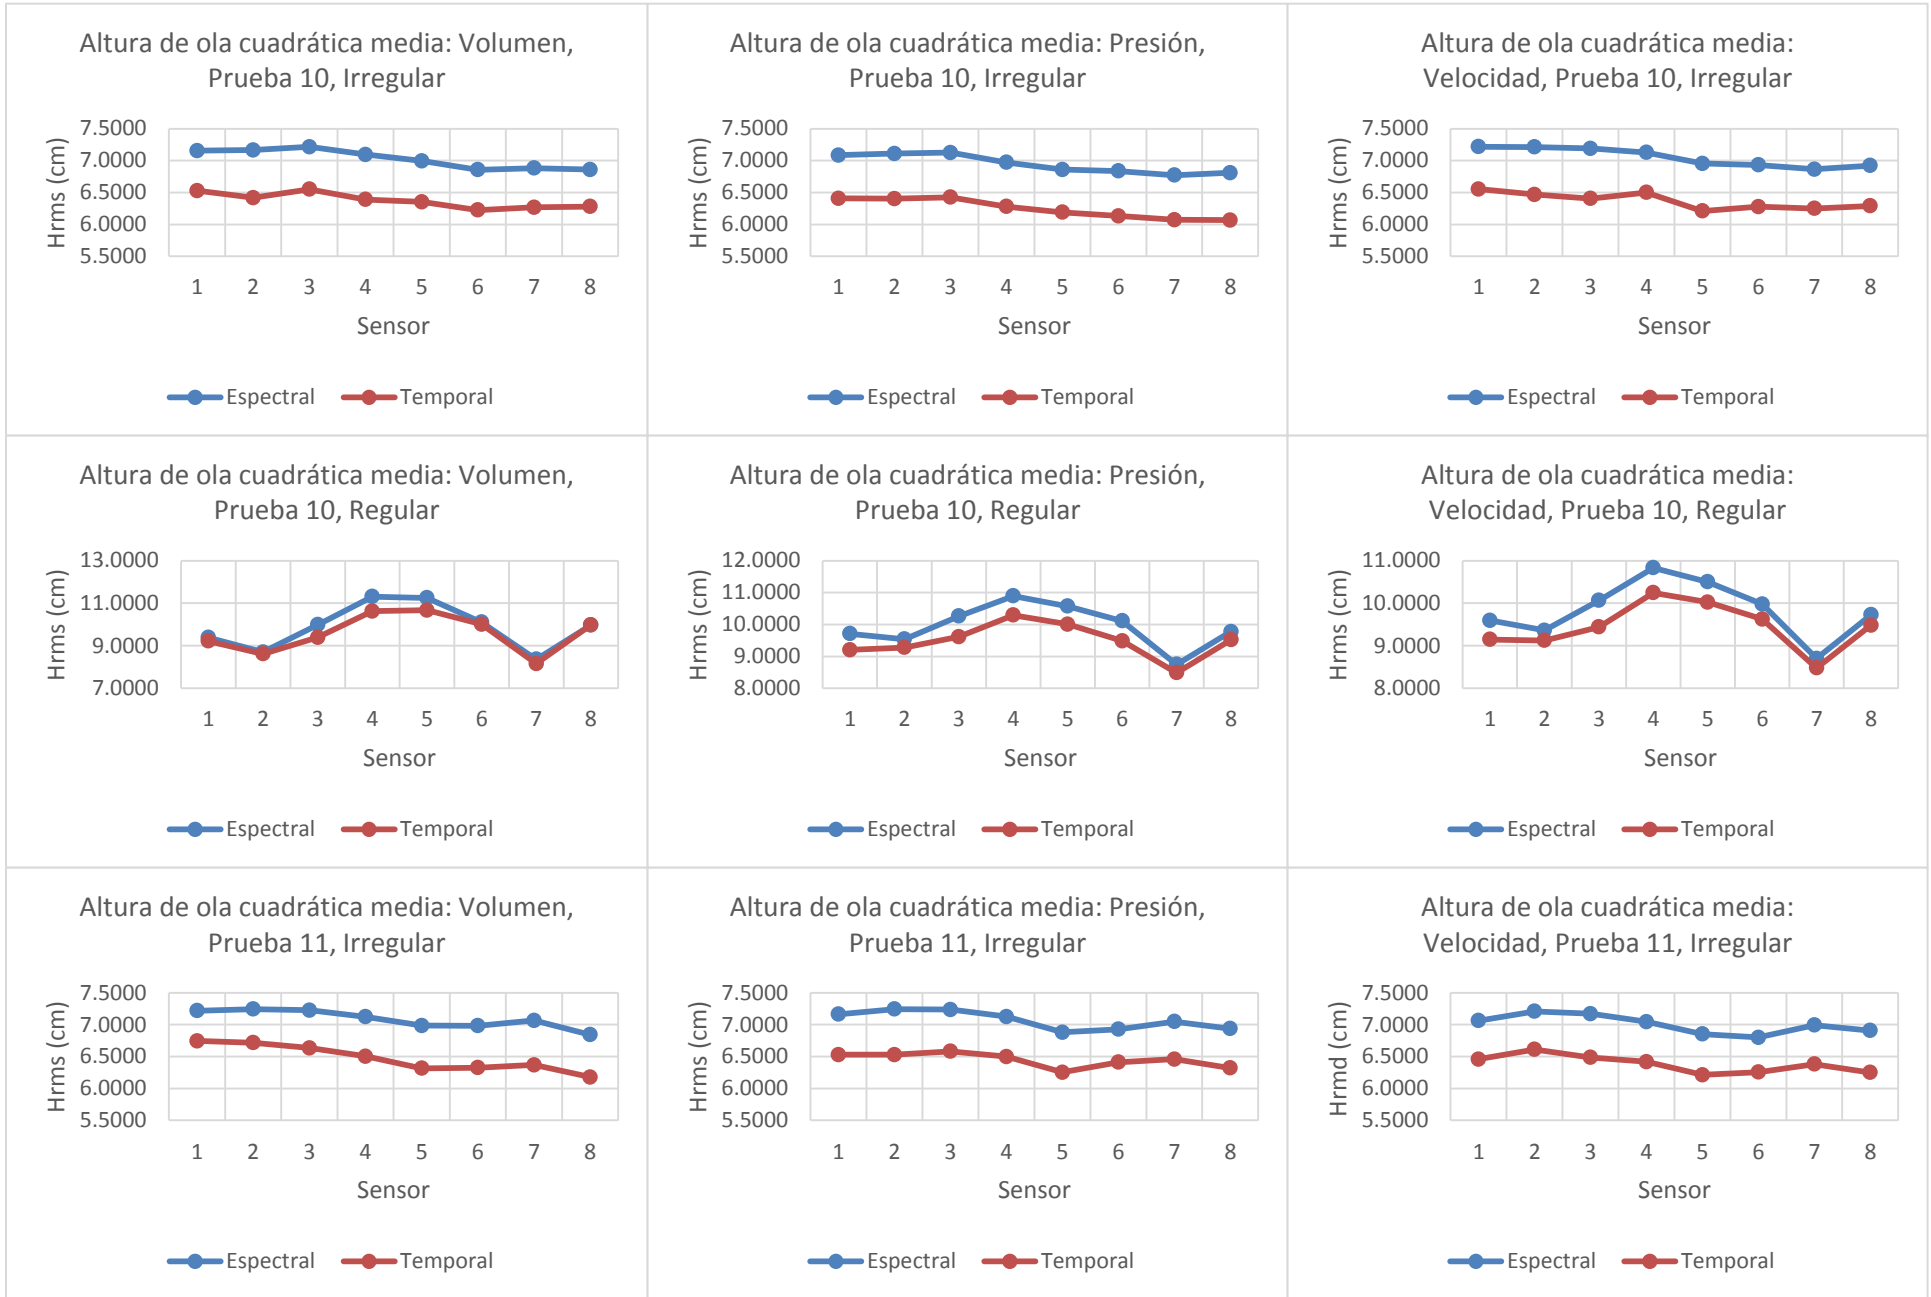 Altura de ola cuadrática media: Volumen,
Prueba 10, Irregular
7.5000
7.0000
6.5000
6.0000
5.5000
Hrms (cm)
1 2 3 4 5 6 7 8
Sensor
Espectral Temporal
Altura de ola cuadrática media: Presión,
Prueba 10, Irregular
7.5000
7.0000
6.5000
6.0000
5.5000
Hrms (cm)
1 2 3 4 5 6 7 8
Sensor
Espectral Temporal
Altura de ola cuadrática media:
Velocidad, Prueba 10, Irregular
7.5000
7.0000
6.5000
6.0000
5.5000
Hrms (cm)
1 2 3 4 5 6 7 8
Sensor
Espectral Temporal
Altura de ola cuadrática media: Volumen,
Prueba 10, Regular
13.0000
11.0000
9.0000
7.0000
Hrms (cm)
1 2 3 4 5 6 7 8
Sensor
Espectral Temporal
Altura de ola cuadrática media: Presión,
Prueba 10, Regular
12.0000
11.0000
10.0000
9.0000
8.0000
Hrms (cm)
1 2 3 4 5 6 7 8
Sensor
Espectral Temporal
Altura de ola cuadrática media:
Velocidad, Prueba 10, Regular
11.0000
10.0000
9.0000
8.0000
Hrms (cm)
1 2 3 4 5 6 7 8
Sensor
Espectral Temporal
Altura de ola cuadrática media: Volumen,
Prueba 11, Irregular
7.5000
7.0000
6.5000
6.0000
5.5000
Hrms (cm)
1 2 3 4 5 6 7 8
Sensor
Espectral Temporal
Altura de ola cuadrática media: Presión,
Prueba 11, Irregular
7.5000
7.0000
6.5000
6.0000
5.5000
Hrms (cm)
1 2 3 4 5 6 7 8
Sensor
Espectral Temporal
Altura de ola cuadrática media:
Velocidad, Prueba 11, Irregular
7.5000
7.0000
6.5000
6.0000
5.5000
Hrmd (cm)
1 2 3 4 5 6 7 8
Sensor
Espectral Temporal